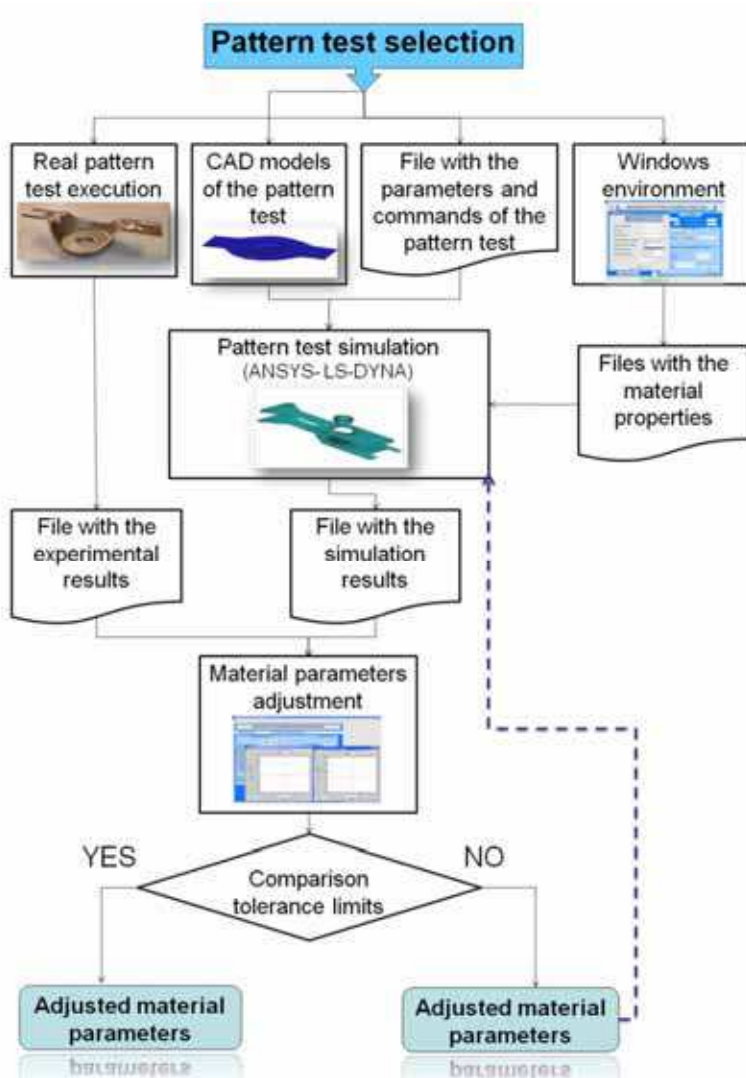 Pattern test selection
Real pattern
test execution
CAD models
of the pattern
test
File with the
parameters and
commands of the
pattern test
Windows
environment
Pattern test simulation
(ANSYS- LS-DYNA)
Files with the
material
properties
File with the
experimental
results
File with the
simulation
results
Material parameters
adjustment
YES
NO
Comparison
tolerance limits
Adjusted material
parameters
Adjusted material
parameters